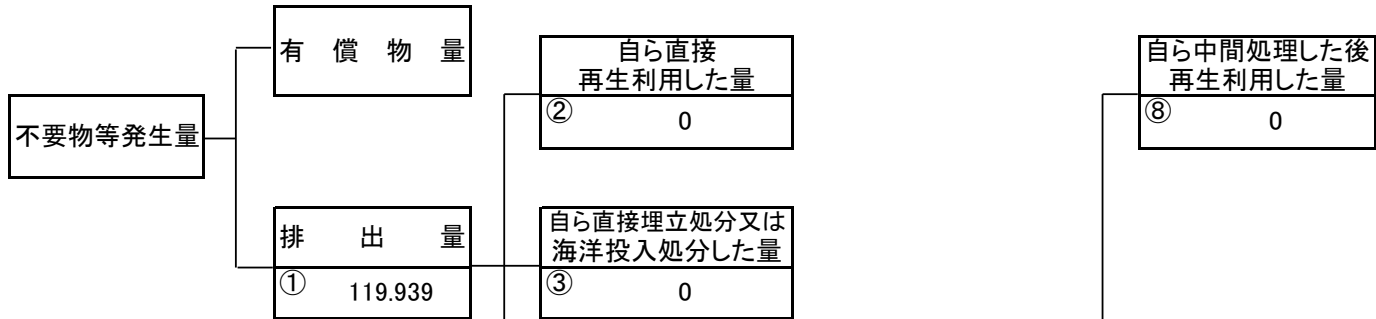 有償物量
自ら直接
再生利用した量
②
0
自ら中間処理した後
再生利用した量
⑧
0
不要物等発生量
排出量
①
119.939
自ら直接埋立処分又は
海洋投入処分した量
③
0